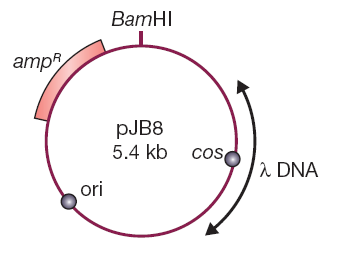 BamHI
ampR
pJB8
5.4 kb
cos
λ DNA
ori